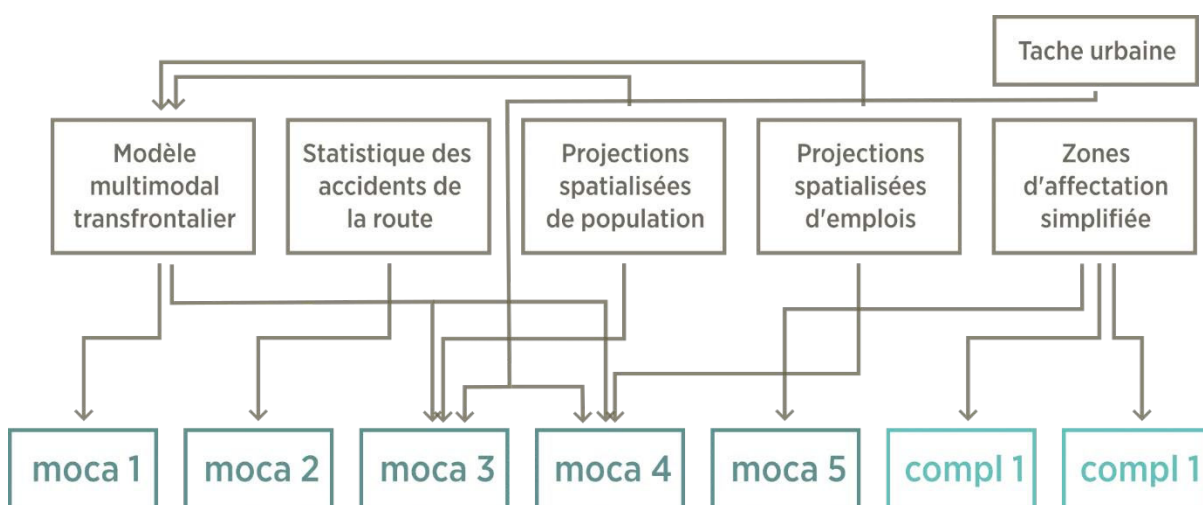 Tache urbaine
Modèle
multimodal
transfrontalier
Statistique des
accidents de
la route
Projections
spatialisées
de population
Projections
spatialisées
d'emplois
Zones
d'affectation
simplifiée
moca 1
moca 2
moca 3
moca 4
moca 5
compl 1
compl 1